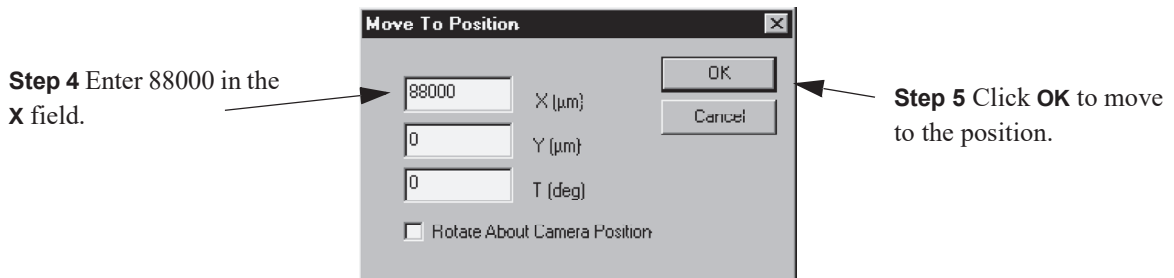 Move To Position
Step 4 Enter 88000 in the
X field.
88000
X (µm)
OK
Cancel
Step 5 Click OK to move
to the position.
0
Y (µm)
0
T (deg)
Rotate About Camera Position